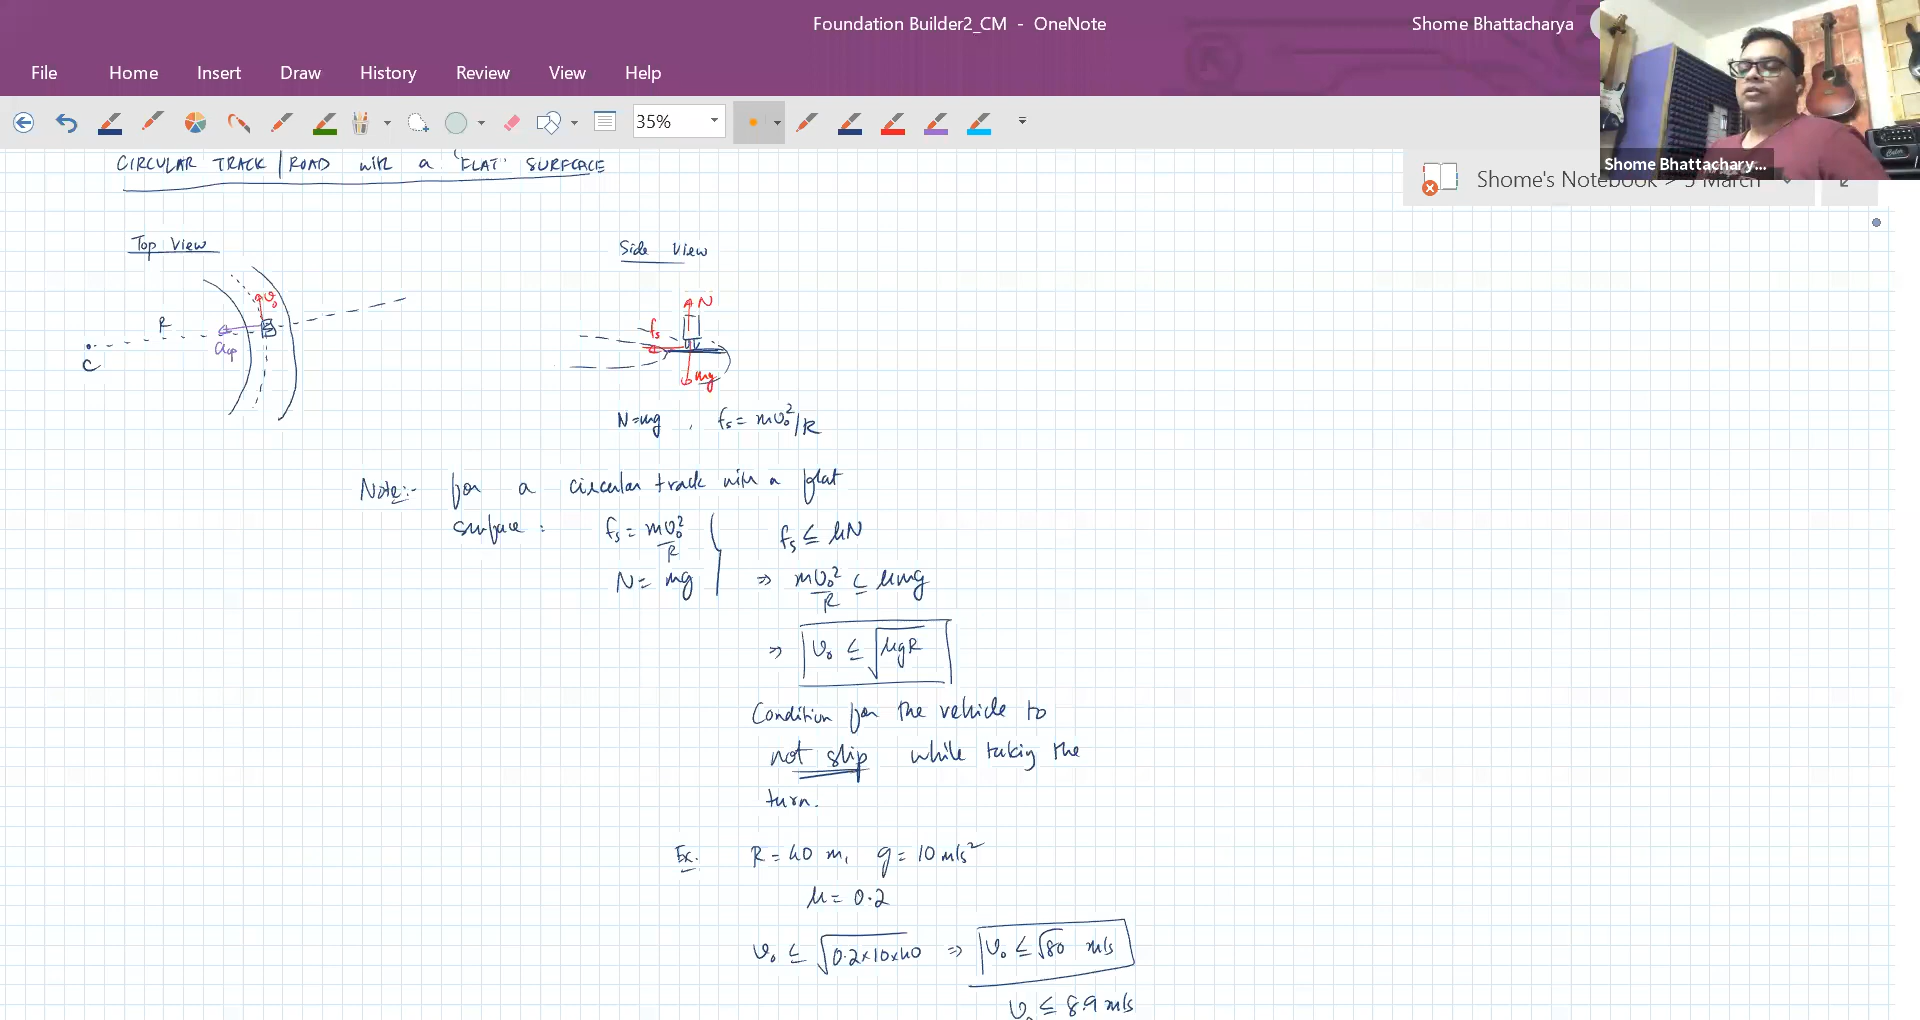 Foundation Builder2_CM - OneNote
Shome Bhattacharya
File Home Insert Draw History Review View Help
35%
Shome Bhattachary...
Shome's Notebook > 5 March
CIRCULAR TRACK/ROAD with a 'FLAT' SURFACE
Top View
Side View
R
v₀
a_cp
C
N
fs
mg
N=mg , fs = mv₀²/R
Note:- for a circular track with a flat
surface : fs = mv₀²/R fs ≤ μN
N = mg ⇒ mv₀²/R ≤ μmg
⇒ v₀ ≤ √μgR
Condition for the vehicle to
not slip while taking the
turn.
Ex. R = 40 m, g = 10 m/s²
μ = 0.2
v₀ ≤ √0.2×10×40 ⇒ v₀ ≤ √80 m/s
v₀ ≤ 8.9 m/s